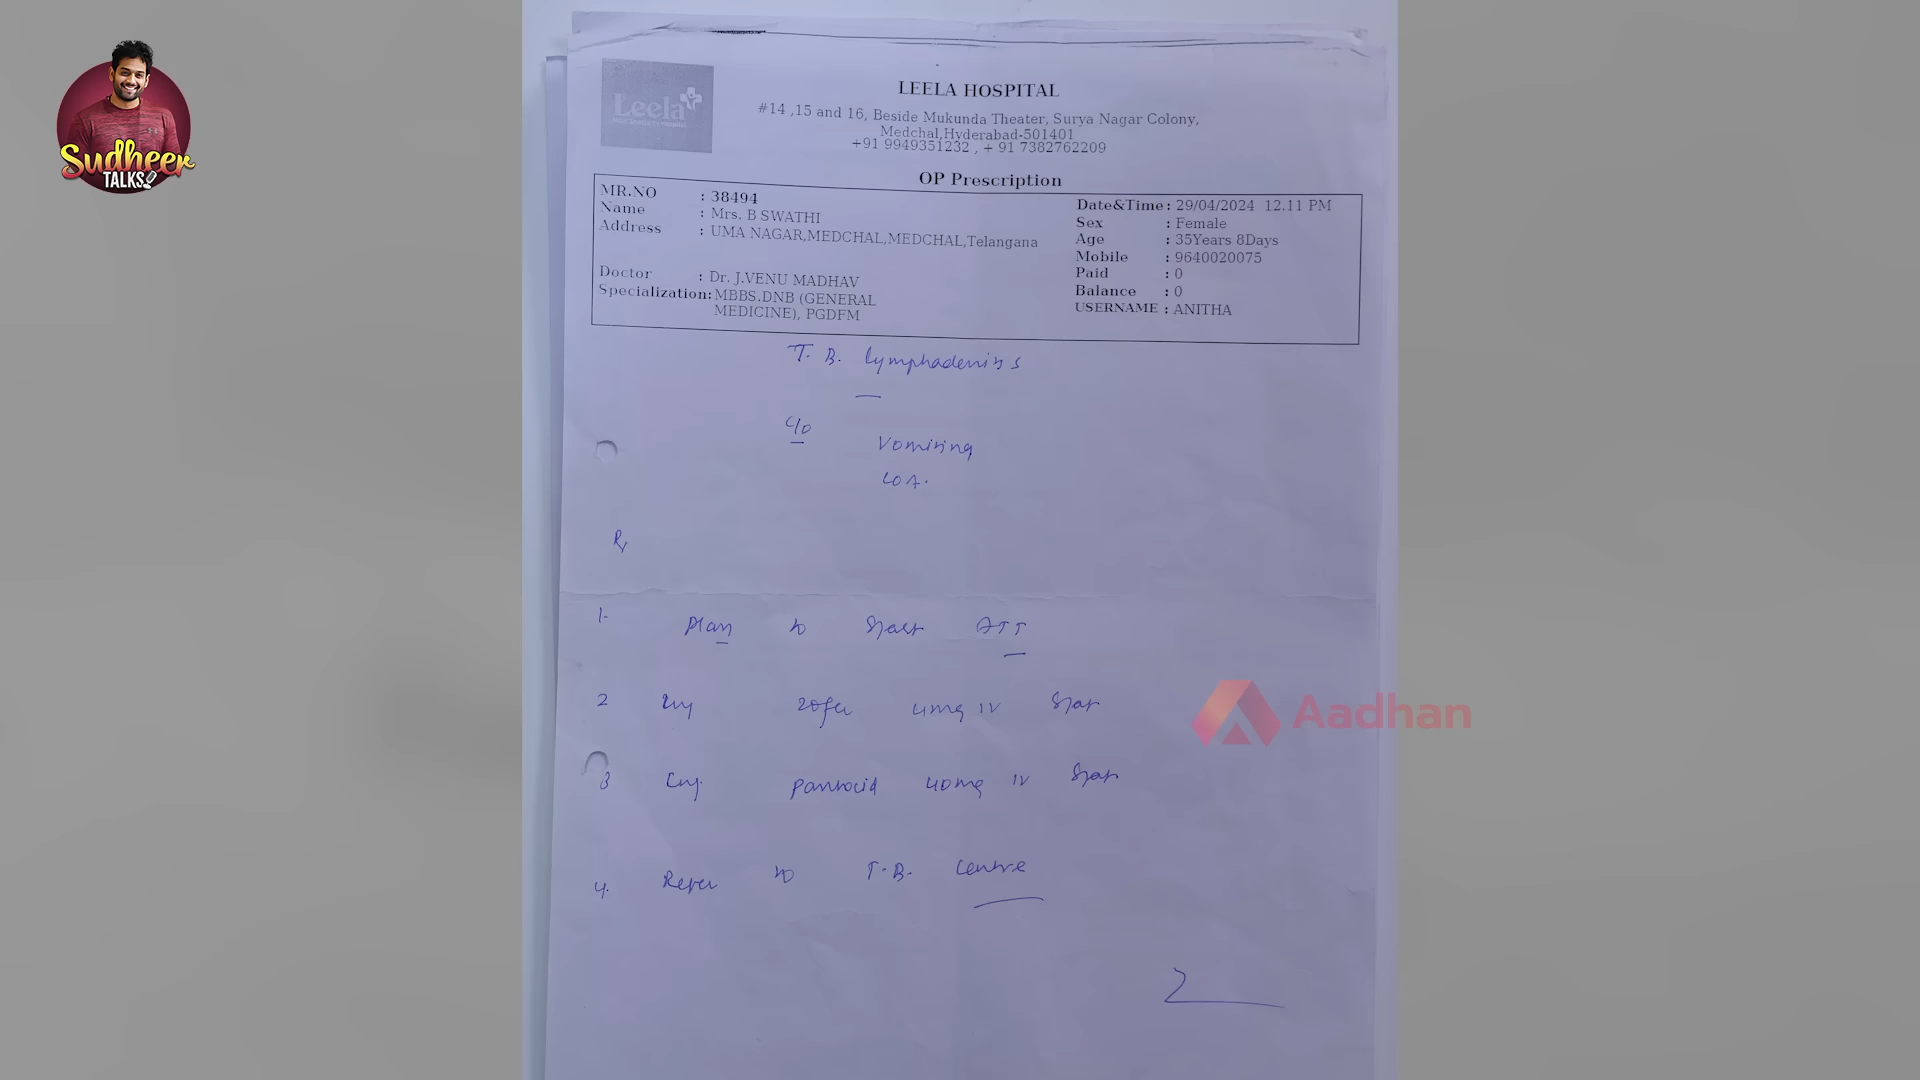 Sudheer
TALKS
Leela
LEELA HOSPITAL
#14 ,15 and 16, Beside Mukunda Theater, Surya Nagar Colony,
Medchal,Hyderabad-501401
+91 9949351232 , + 91 7382762209
OP Prescription
MR.NO : 38494
Name : Mrs. B SWATHI
Address : UMA NAGAR,MEDCHAL,MEDCHAL,Telangana
Doctor : Dr. J.VENU MADHAV
Specialization: MBBS.DNB (GENERAL
MEDICINE), PGDFM
Date&Time : 29/04/2024 12.11 PM
Sex : Female
Age : 35Years 8Days
Mobile : 9640020075
Paid : 0
Balance : 0
USERNAME : ANITHA
T. B. Lymphadenitis
C/O
Vomiting
LOA.
Rx
1. Plan to Start ATT
2 Inj Zofer 4mg IV Stat
3 Inj. Pantocid 40mg IV Stat
4. Refer to T.B. Centre
Aadhan